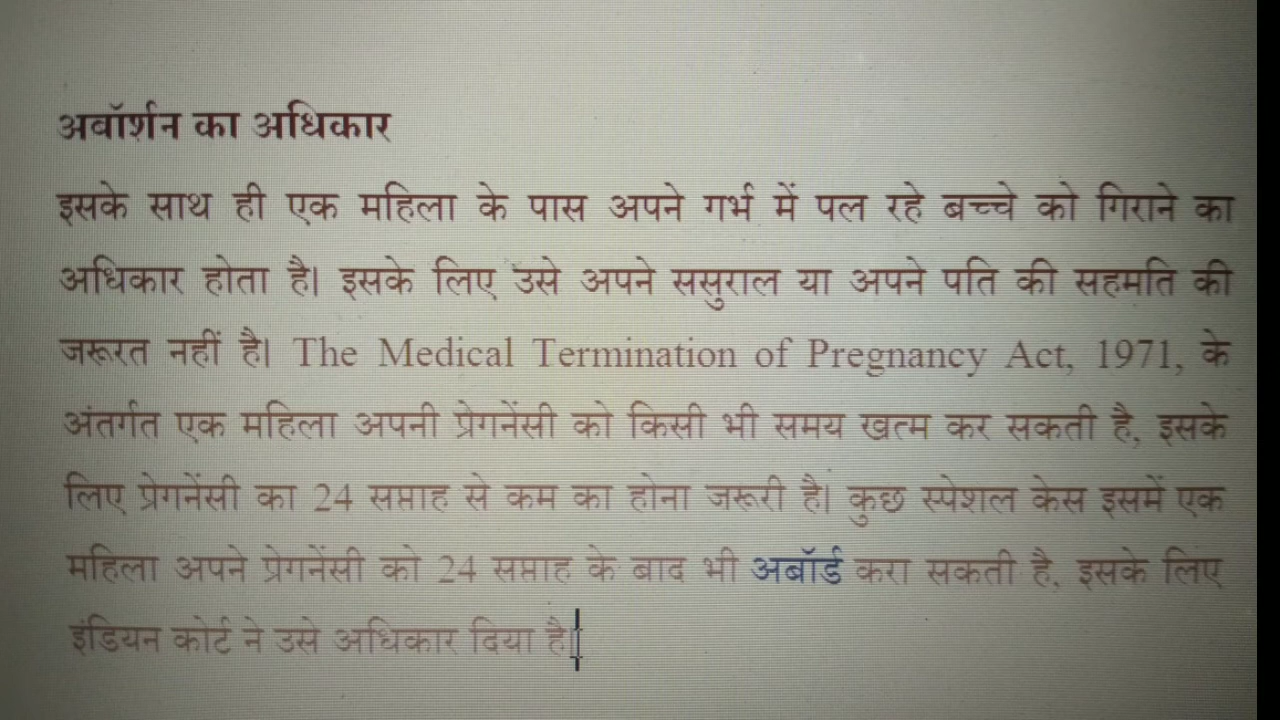 अबॉर्शन का अधिकार
इसके साथ ही एक महिला के पास अपने गर्भ में पल रहे बच्चे को गिराने का
अधिकार होता है। इसके लिए उसे अपने ससुराल या अपने पति की सहमति की
जरूरत नहीं है। The Medical Termination of Pregnancy Act, 1971, के
अंतर्गत एक महिला अपनी प्रेगनेंसी को किसी भी समय खत्म कर सकती है, इसके
लिए प्रेगनेंसी का 24 सप्ताह से कम का होना जरूरी है। कुछ स्पेशल केस इसमें एक
महिला अपने प्रेगनेंसी को 24 सप्ताह के बाद भी अबॉर्ड करा सकती है, इसके लिए
इंडियन कोर्ट ने उसे अधिकार दिया है।